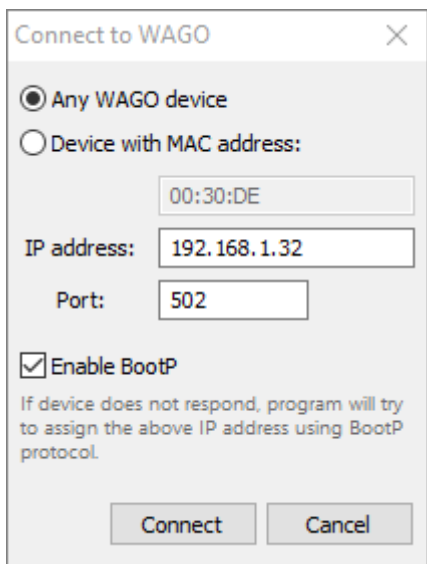 Connect to WAGO
Any WAGO device
Device with MAC address:
00:30:DE
IP address: 192.168.1.32
Port: 502
Enable BootP
If device does not respond, program will try
to assign the above IP address using BootP
protocol.
Connect Cancel